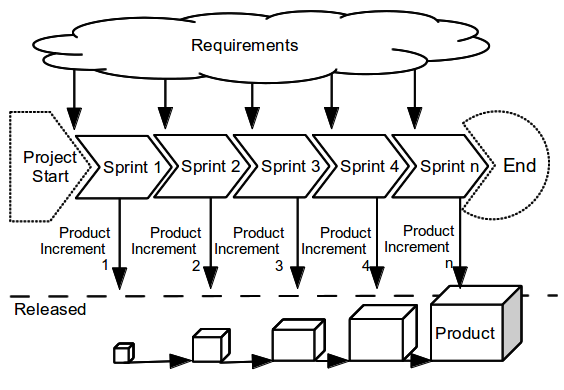 Requirements
Project
Start
Sprint 1
Sprint 2
Sprint 3
Sprint 4
Sprint n
End
Product
Increment
1
Product
Increment
2
Product
Increment
3
Product
Increment
4
Product
Increment
n
Released
Product